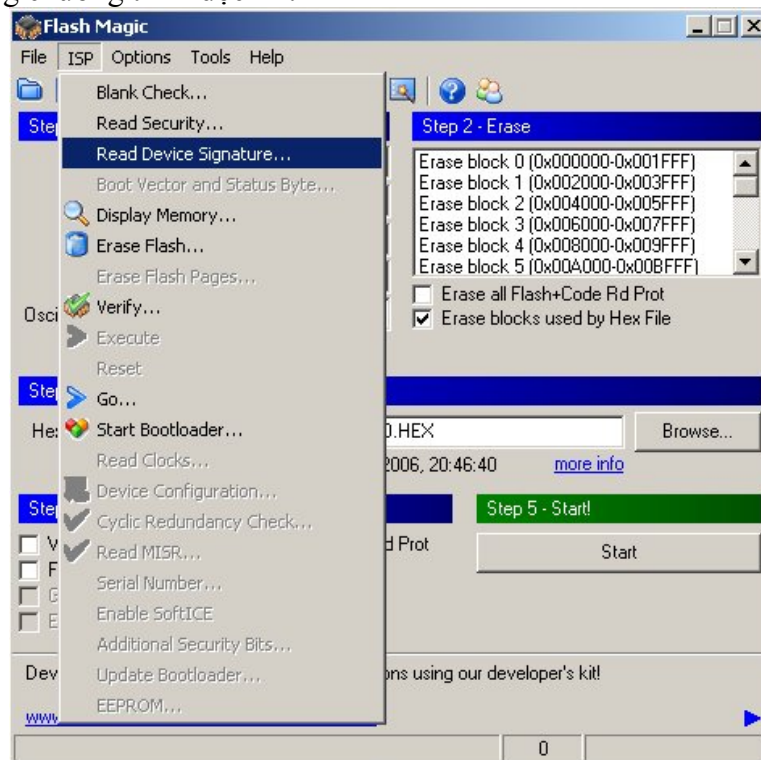 Flash Magic
File ISP Options Tools Help
Blank Check...
Read Security...
Read Device Signature...
Boot Vector and Status Byte...
Display Memory...
Erase Flash...
Erase Flash Pages...
Verify...
Execute
Reset
Go...
Start Bootloader...
Read Clocks...
Device Configuration...
Cyclic Redundancy Check...
Read MISR...
Serial Number...
Enable SoftICE
Additional Security Bits...
Update Bootloader...
EEPROM...
Step 2 - Erase
Erase block 0 (0x000000-0x001FFF)
Erase block 1 (0x002000-0x003FFF)
Erase block 2 (0x004000-0x005FFF)
Erase block 3 (0x006000-0x007FFF)
Erase block 4 (0x008000-0x009FFF)
Erase block 5 (0x00A000-0x00BFFF)
Erase all Flash+Code Rd Prot
Erase blocks used by Hex File
Osci
.HEX
Browse...
2006, 20:46:40 more info
Step 5 - Start!
V
d Prot
Start
F
G
E
Dev
ons using our developer's kit!
www
0